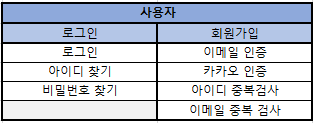 사용자
로그인 회원가입
로그인 이메일 인증
아이디 찾기 카카오 인증
비밀번호 찾기 아이디 중복검사
이메일 중복 검사